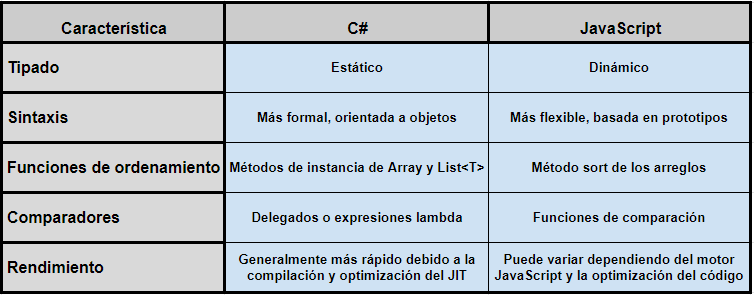 Característica C# JavaScript
Tipado Estático Dinámico
Sintaxis Más formal, orientada a objetos Más flexible, basada en prototipos
Funciones de ordenamiento Métodos de instancia de Array y List<T> Método sort de los arreglos
Comparadores Delegados o expresiones lambda Funciones de comparación
Rendimiento Generalmente más rápido debido a la Puede variar dependiendo del motor
compilación y optimización del JIT JavaScript y la optimización del código